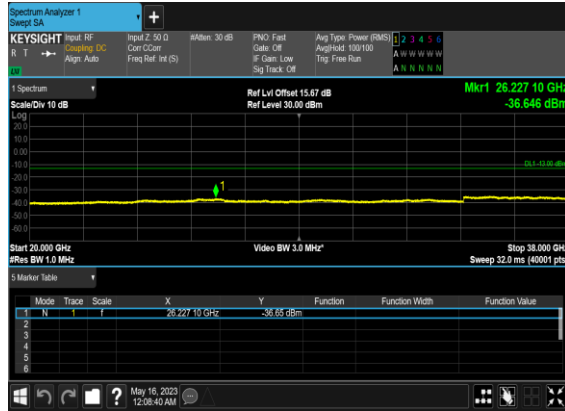 Spectrum Analyzer 1
Swept SA
+
KEYSIGHT Input: RF Input Z: 50 Ω #Atten: 30 dB PNO: Fast Avg Type: Power (RMS) 1 2 3 4 5 6
R T Coupling: DC Corr CCorr Gate: Off Avg|Hold: 100/100 A W W W W W
Align: Auto Freq Ref: Int (S) IF Gain: Low Trig: Free Run
LXI Sig Track: Off A N N N N N
1 Spectrum Ref Lvl Offset 15.67 dB Mkr1 26.227 10 GHz
Scale/Div 10 dB Ref Level 30.00 dBm -36.646 dBm
Log
20.0
10.0
0.00
-10.0 DL1 -13.00 dBm
-20.0
-30.0 1
-40.0
-50.0
-60.0
Start 20.000 GHz Video BW 3.0 MHz* Stop 38.000 GHz
#Res BW 1.0 MHz Sweep 32.0 ms (40001 pts)
5 Marker Table
Mode Trace Scale X Y Function Function Width Function Value
1 N 1 f 26.227 10 GHz -36.65 dBm
2
3
4
5
6
? May 16, 2023
12:08:40 AM